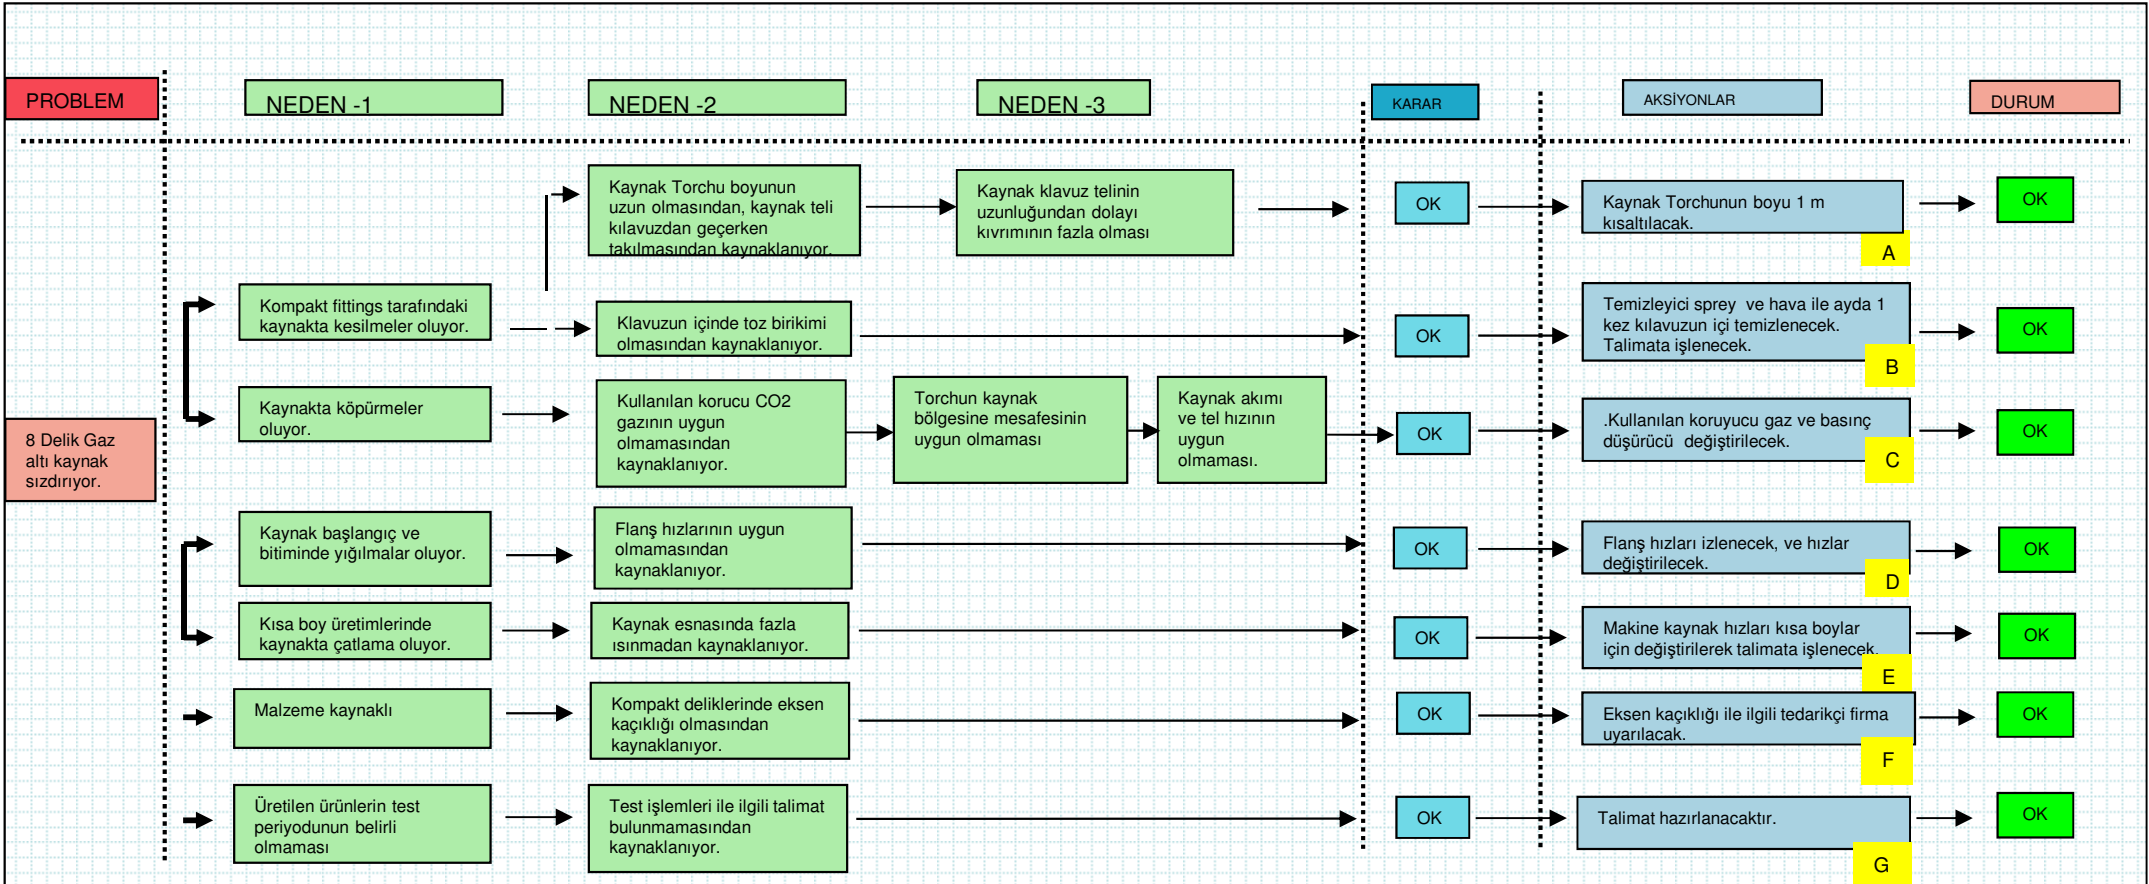 PROBLEM
NEDEN -1
NEDEN -2
NEDEN -3
KARAR
AKSİYONLAR
DURUM
8 Delik Gaz
altı kaynak
sızdırıyor.
Kompakt fittings tarafındaki
kaynakta kesilmeler oluyor.
Kaynak Torchu boyunun
uzun olmasından, kaynak teli
kılavuzdan geçerken
takılmasından kaynaklanıyor.
Kaynak klavuz telinin
uzunluğundan dolayı
kıvrımının fazla olması
OK
Kaynak Torchunun boyu 1 m
kısaltılacak.
A
OK
Klavuzun içinde toz birikimi
olmasından kaynaklanıyor.
OK
Temizleyici sprey ve hava ile ayda 1
kez kılavuzun içi temizlenecek.
Talimata işlenecek.
B
OK
Kaynakta köpürmeler
oluyor.
Kullanılan korucu CO2
gazının uygun
olmamasından
kaynaklanıyor.
Torchun kaynak
bölgesine mesafesinin
uygun olmaması
Kaynak akımı
ve tel hızının
uygun
olmaması.
OK
.Kullanılan koruyucu gaz ve basınç
düşürücü değiştirilecek.
C
OK
Kaynak başlangıç ve
bitiminde yığılmalar oluyor.
Flanş hızlarının uygun
olmamasından
kaynaklanıyor.
OK
Flanş hızları izlenecek, ve hızlar
değiştirilecek.
D
OK
Kısa boy üretimlerinde
kaynakta çatlama oluyor.
Kaynak esnasında fazla
ısınmadan kaynaklanıyor.
OK
Makine kaynak hızları kısa boylar
için değiştirilerek talimata işlenecek.
E
OK
Malzeme kaynaklı
Kompakt deliklerinde eksen
kaçıklığı olmasından
kaynaklanıyor.
OK
Eksen kaçıklığı ile ilgili tedarikçi firma
uyarılacak.
F
OK
Üretilen ürünlerin test
periyodunun belirli
olmaması
Test işlemleri ile ilgili talimat
bulunmamasından
kaynaklanıyor.
OK
Talimat hazırlanacaktır.
G
OK